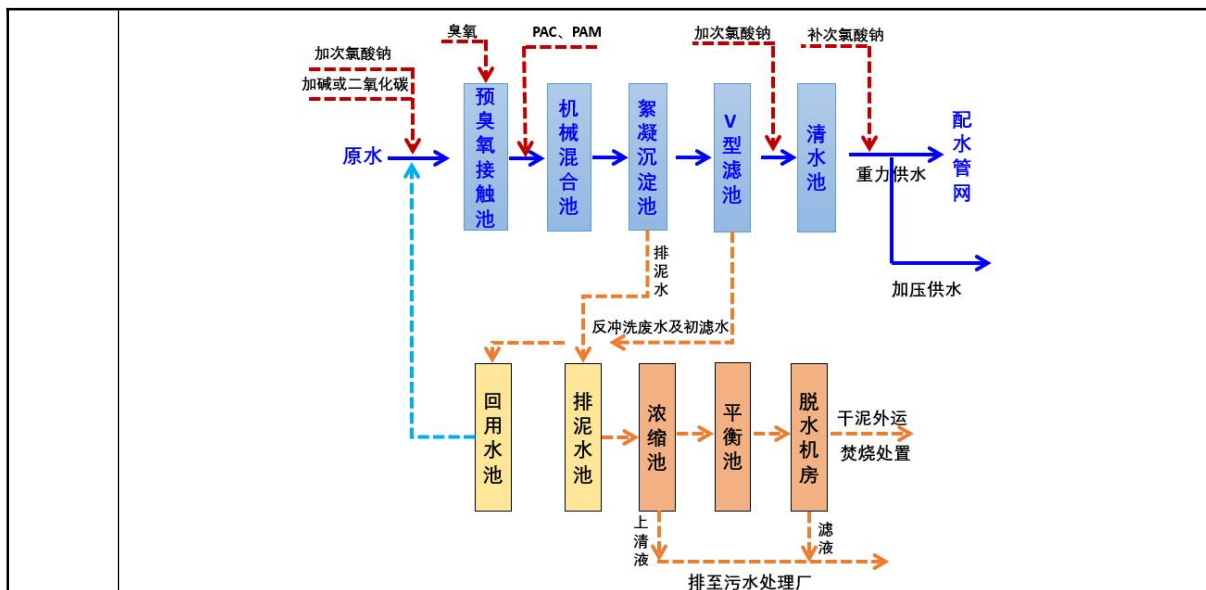 臭氧
PAC、PAM
加次氯酸钠
补次氯酸钠
加次氯酸钠
加碱或二氧化碳
原水
预臭氧接触池
机械混合池
絮凝沉淀池
V型滤池
清水池
配水管网
重力供水
加压供水
排泥水
反冲洗废水及初滤水
回用水池
排泥水池
浓缩池
平衡池
脱水机房
干泥外运
焚烧处置
上清液
滤液
排至污水处理厂